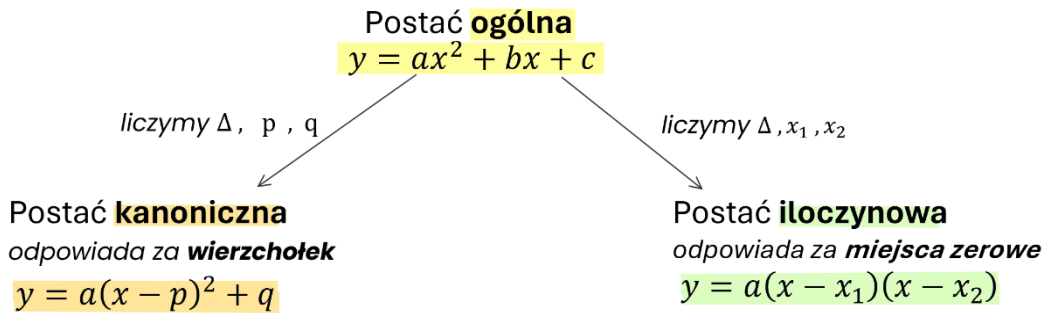 Postać ogólna
y = ax² + bx + c
liczymy Δ , p , q
liczymy Δ , x₁ , x₂
Postać kanoniczna
odpowiada za wierzchołek
y = a(x − p)² + q
Postać iloczynowa
odpowiada za miejsca zerowe
y = a(x − x₁)(x − x₂)